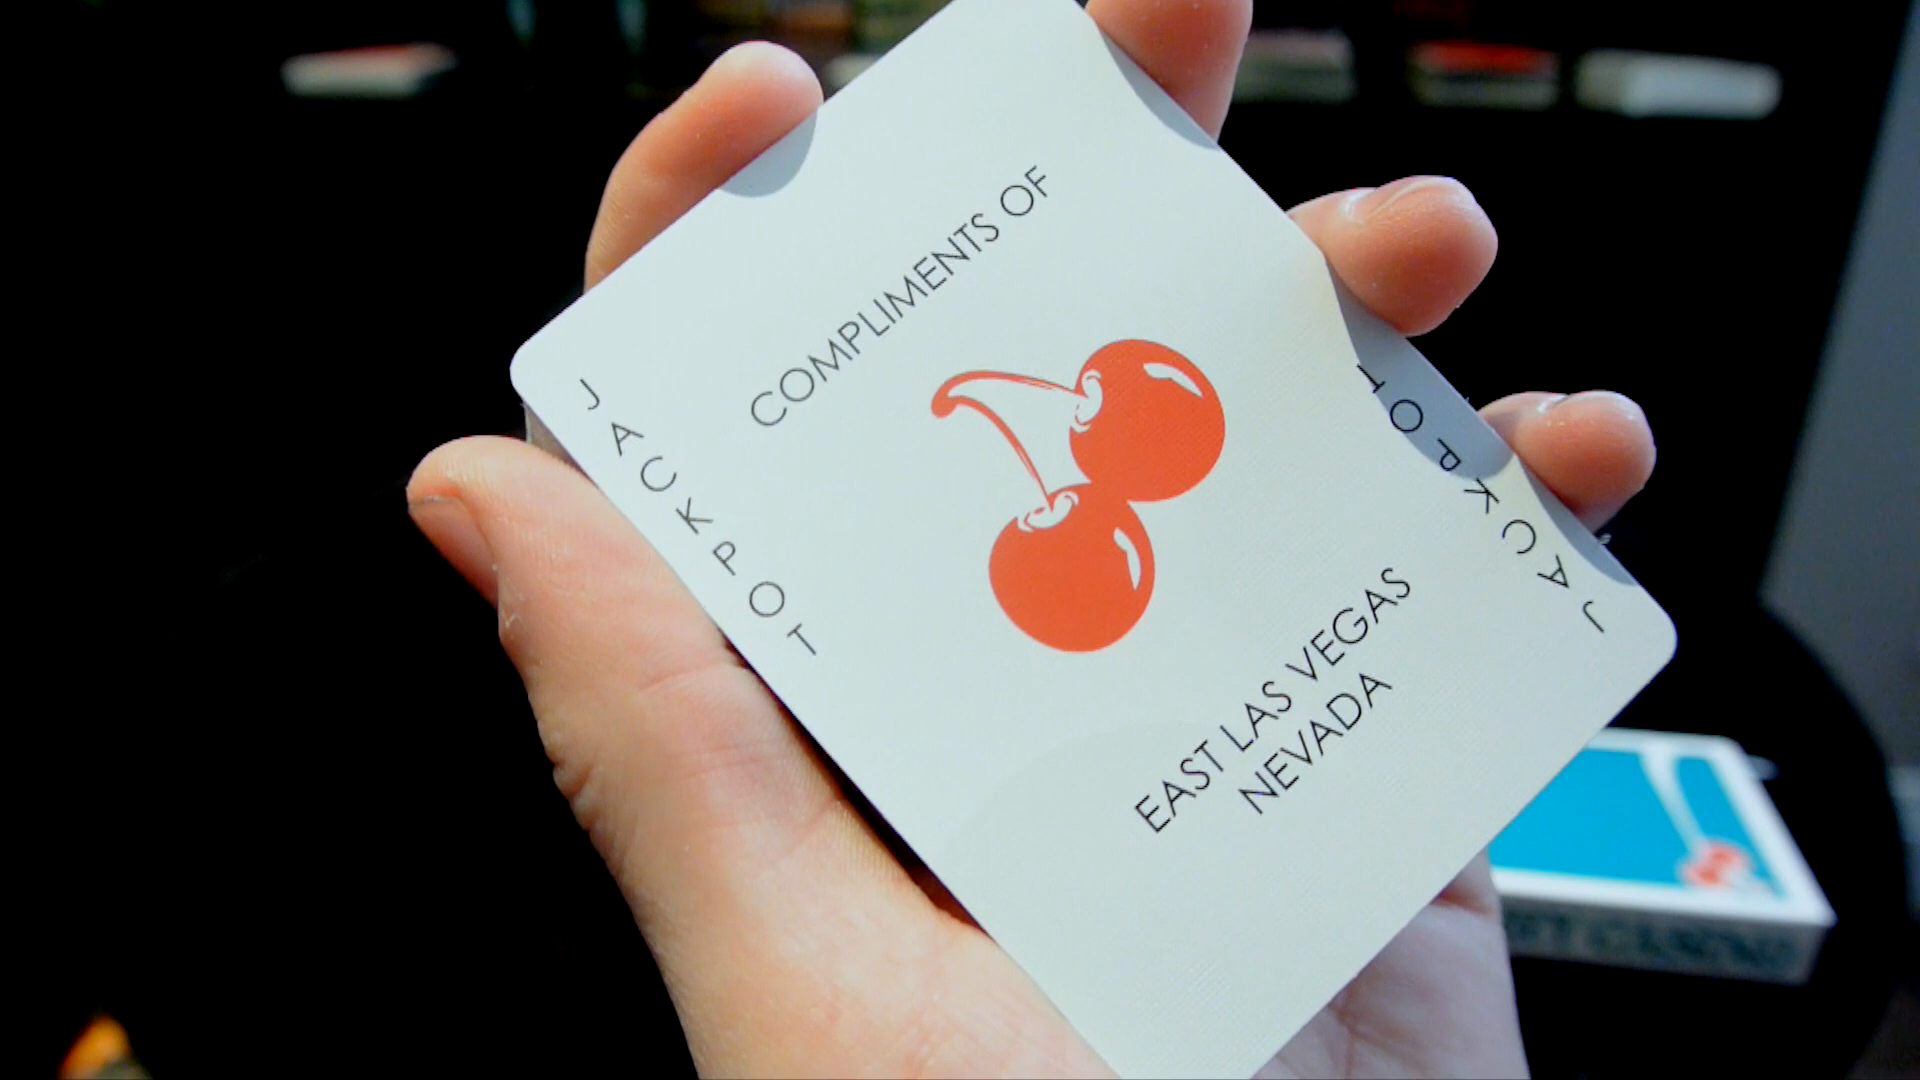 JACKPOT
COMPLIMENTS OF
EAST LAS VEGAS
NEVADA
JACKPOT